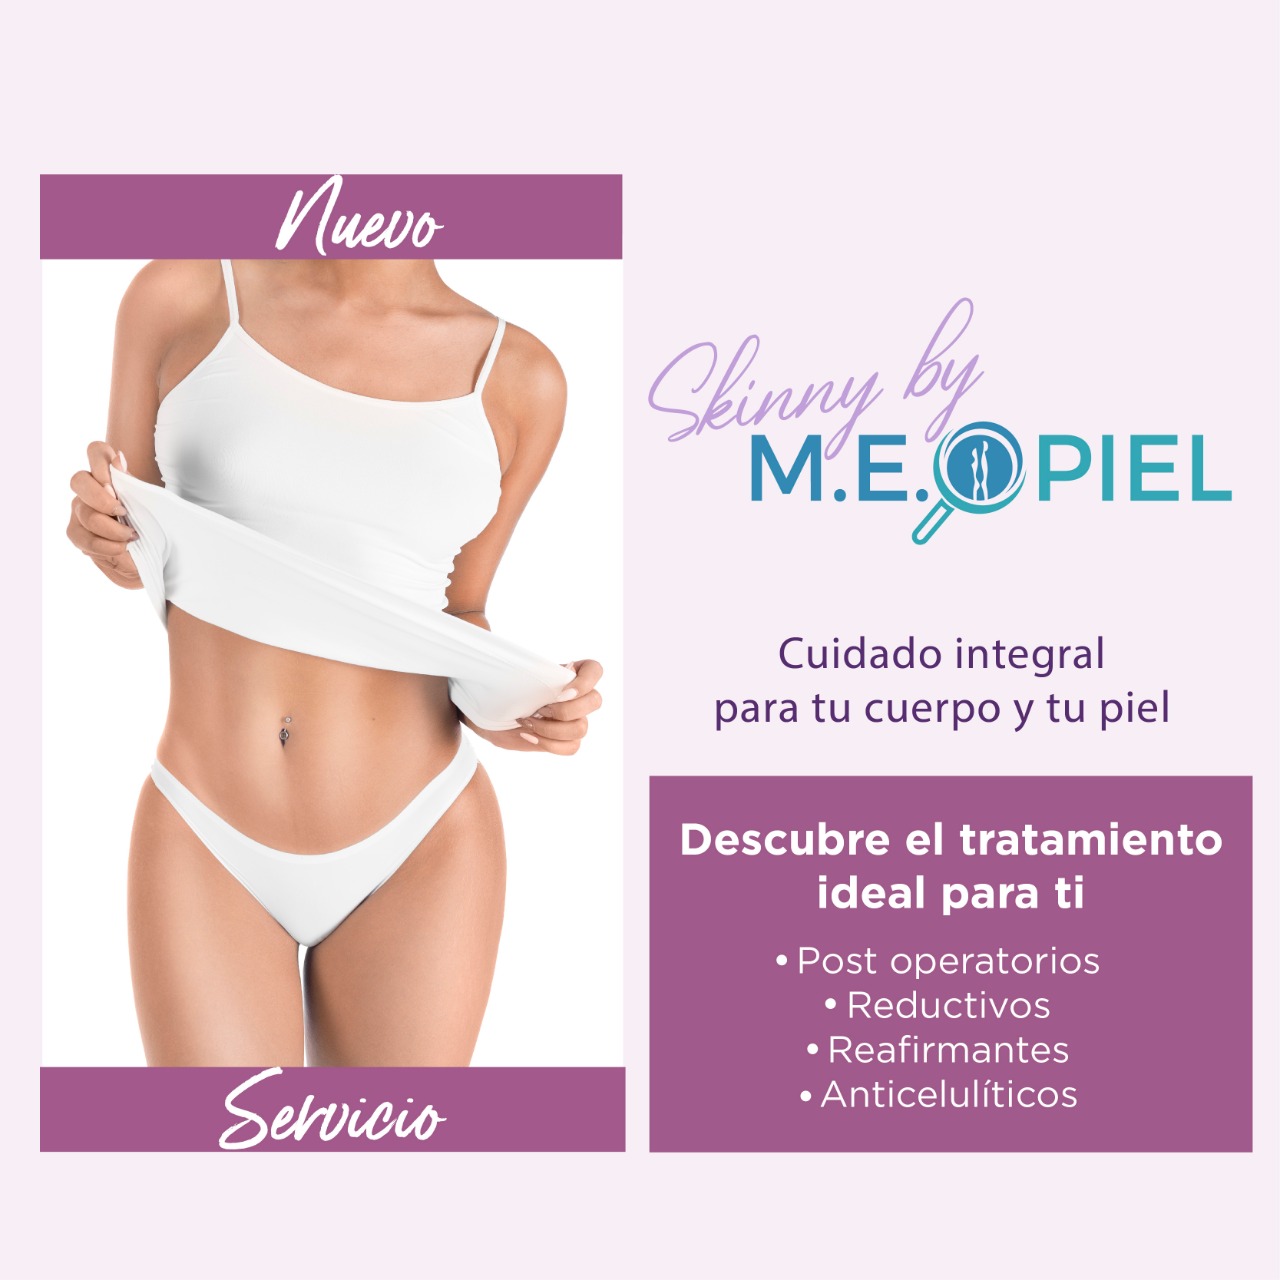 Nuevo
Servicio
Skinny by
M.E. PIEL
Cuidado integral
para tu cuerpo y tu piel
Descubre el tratamiento
ideal para ti
• Post operatorios
• Reductivos
• Reafirmantes
• Anticelulíticos